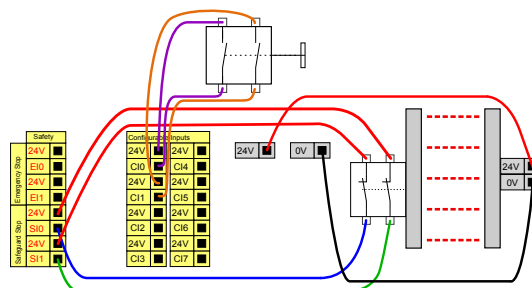 Safety
Emergency Stop
24V
EI0
24V
EI1
Safeguard Stop
24V
SI0
24V
SI1
Configurable Inputs
24V 24V
CI0 CI4
24V 24V
CI1 CI5
24V 24V
CI2 CI6
24V 24V
CI3 CI7
24V
0V
24V
0V